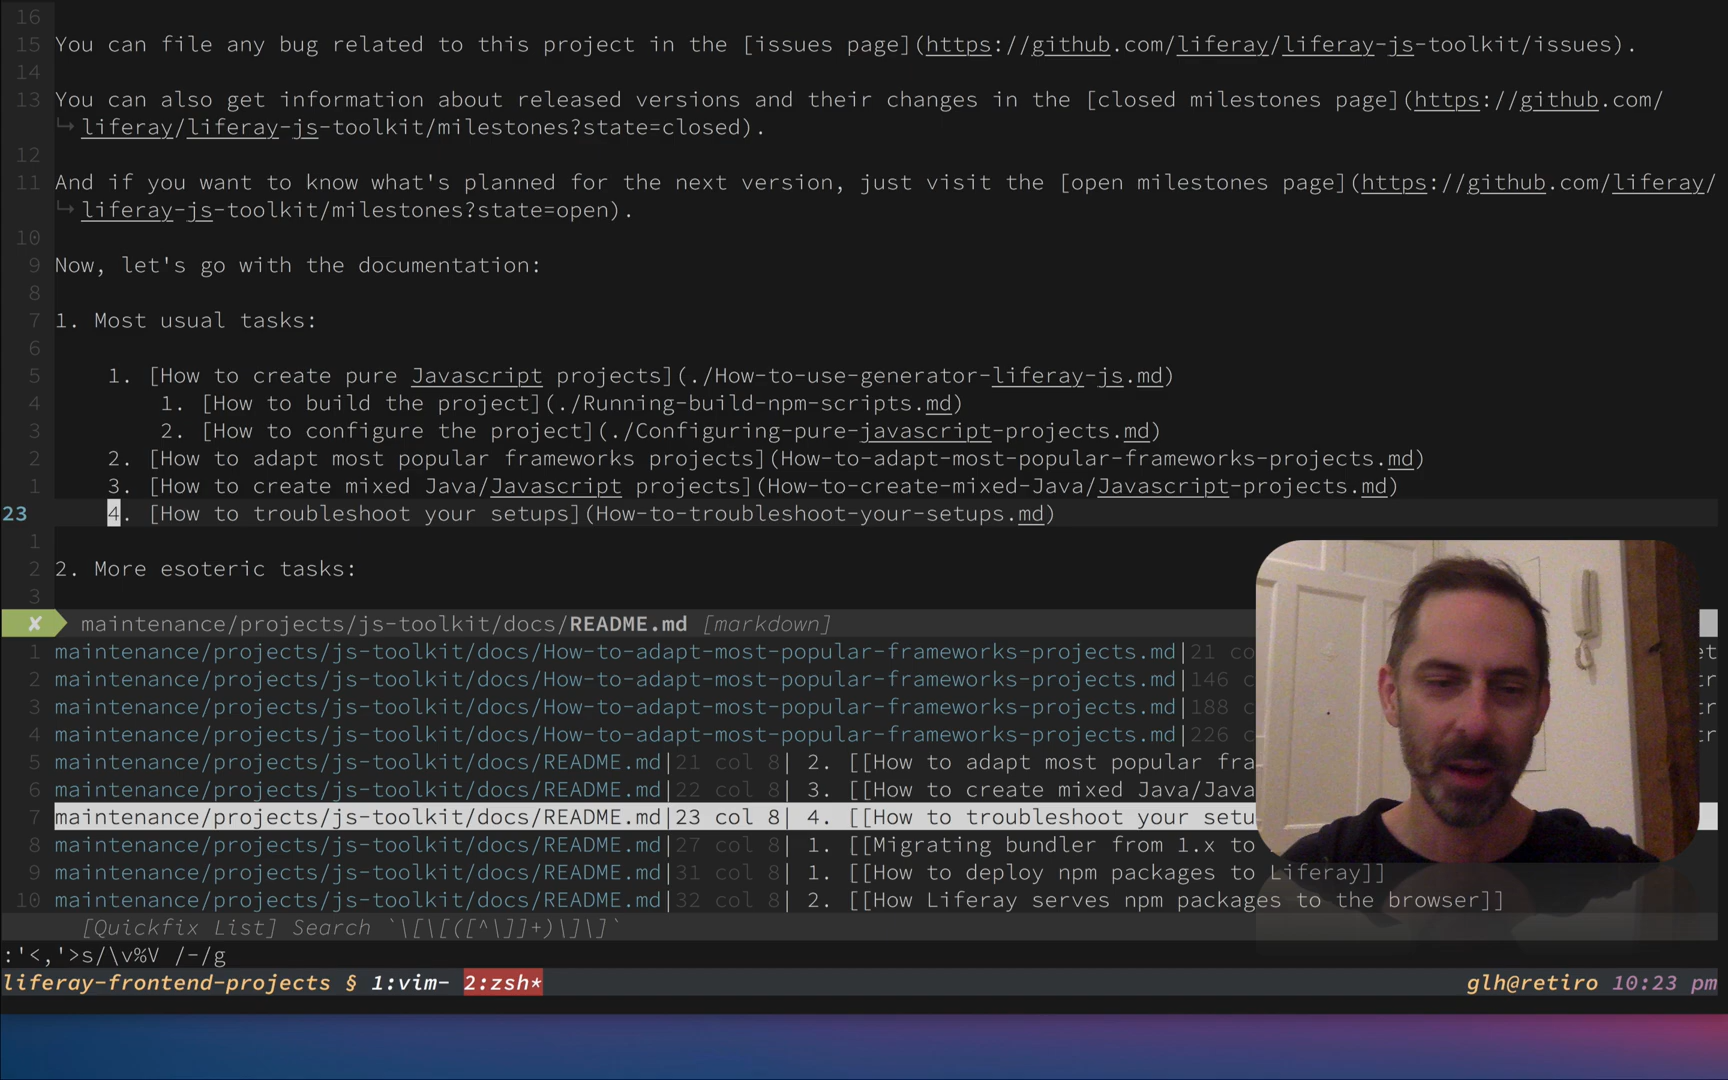 16
15 You can file any bug related to this project in the [issues page](https://github.com/liferay/liferay-js-toolkit/issues).
14
13 You can also get information about released versions and their changes in the [closed milestones page](https://github.com/
↪ liferay/liferay-js-toolkit/milestones?state=closed).
12
11 And if you want to know what's planned for the next version, just visit the [open milestones page](https://github.com/liferay/
↪ liferay-js-toolkit/milestones?state=open).
10
9 Now, let's go with the documentation:
8
7 1. Most usual tasks:
6
5 1. [How to create pure Javascript projects](./How-to-use-generator-liferay-js.md)
4 1. [How to build the project](./Running-build-npm-scripts.md)
3 2. [How to configure the project](./Configuring-pure-javascript-projects.md)
2 2. [How to adapt most popular frameworks projects](How-to-adapt-most-popular-frameworks-projects.md)
1 3. [How to create mixed Java/Javascript projects](How-to-create-mixed-Java/Javascript-projects.md)
23 4. [How to troubleshoot your setups](How-to-troubleshoot-your-setups.md)
1
2 2. More esoteric tasks:
3
✘ maintenance/projects/js-toolkit/docs/README.md [markdown]
1 maintenance/projects/js-toolkit/docs/How-to-adapt-most-popular-frameworks-projects.md|21 co
2 maintenance/projects/js-toolkit/docs/How-to-adapt-most-popular-frameworks-projects.md|146 c
3 maintenance/projects/js-toolkit/docs/How-to-adapt-most-popular-frameworks-projects.md|188 c
4 maintenance/projects/js-toolkit/docs/How-to-adapt-most-popular-frameworks-projects.md|226 c
5 maintenance/projects/js-toolkit/docs/README.md|21 col 8| 2. [[How to adapt most popular fra
6 maintenance/projects/js-toolkit/docs/README.md|22 col 8| 3. [[How to create mixed Java/Java
7 maintenance/projects/js-toolkit/docs/README.md|23 col 8| 4. [[How to troubleshoot your setu
8 maintenance/projects/js-toolkit/docs/README.md|27 col 8| 1. [[Migrating bundler from 1.x to
9 maintenance/projects/js-toolkit/docs/README.md|31 col 8| 1. [[How to deploy npm packages to Liferay]]
10 maintenance/projects/js-toolkit/docs/README.md|32 col 8| 2. [[How Liferay serves npm packages to the browser]]
[Quickfix List] Search `\[\[([^\]]+)\]\]`
:'<,'>s/\v%V /-/g
liferay-frontend-projects § 1:vim- 2:zsh* glh@retiro 10:23 pm